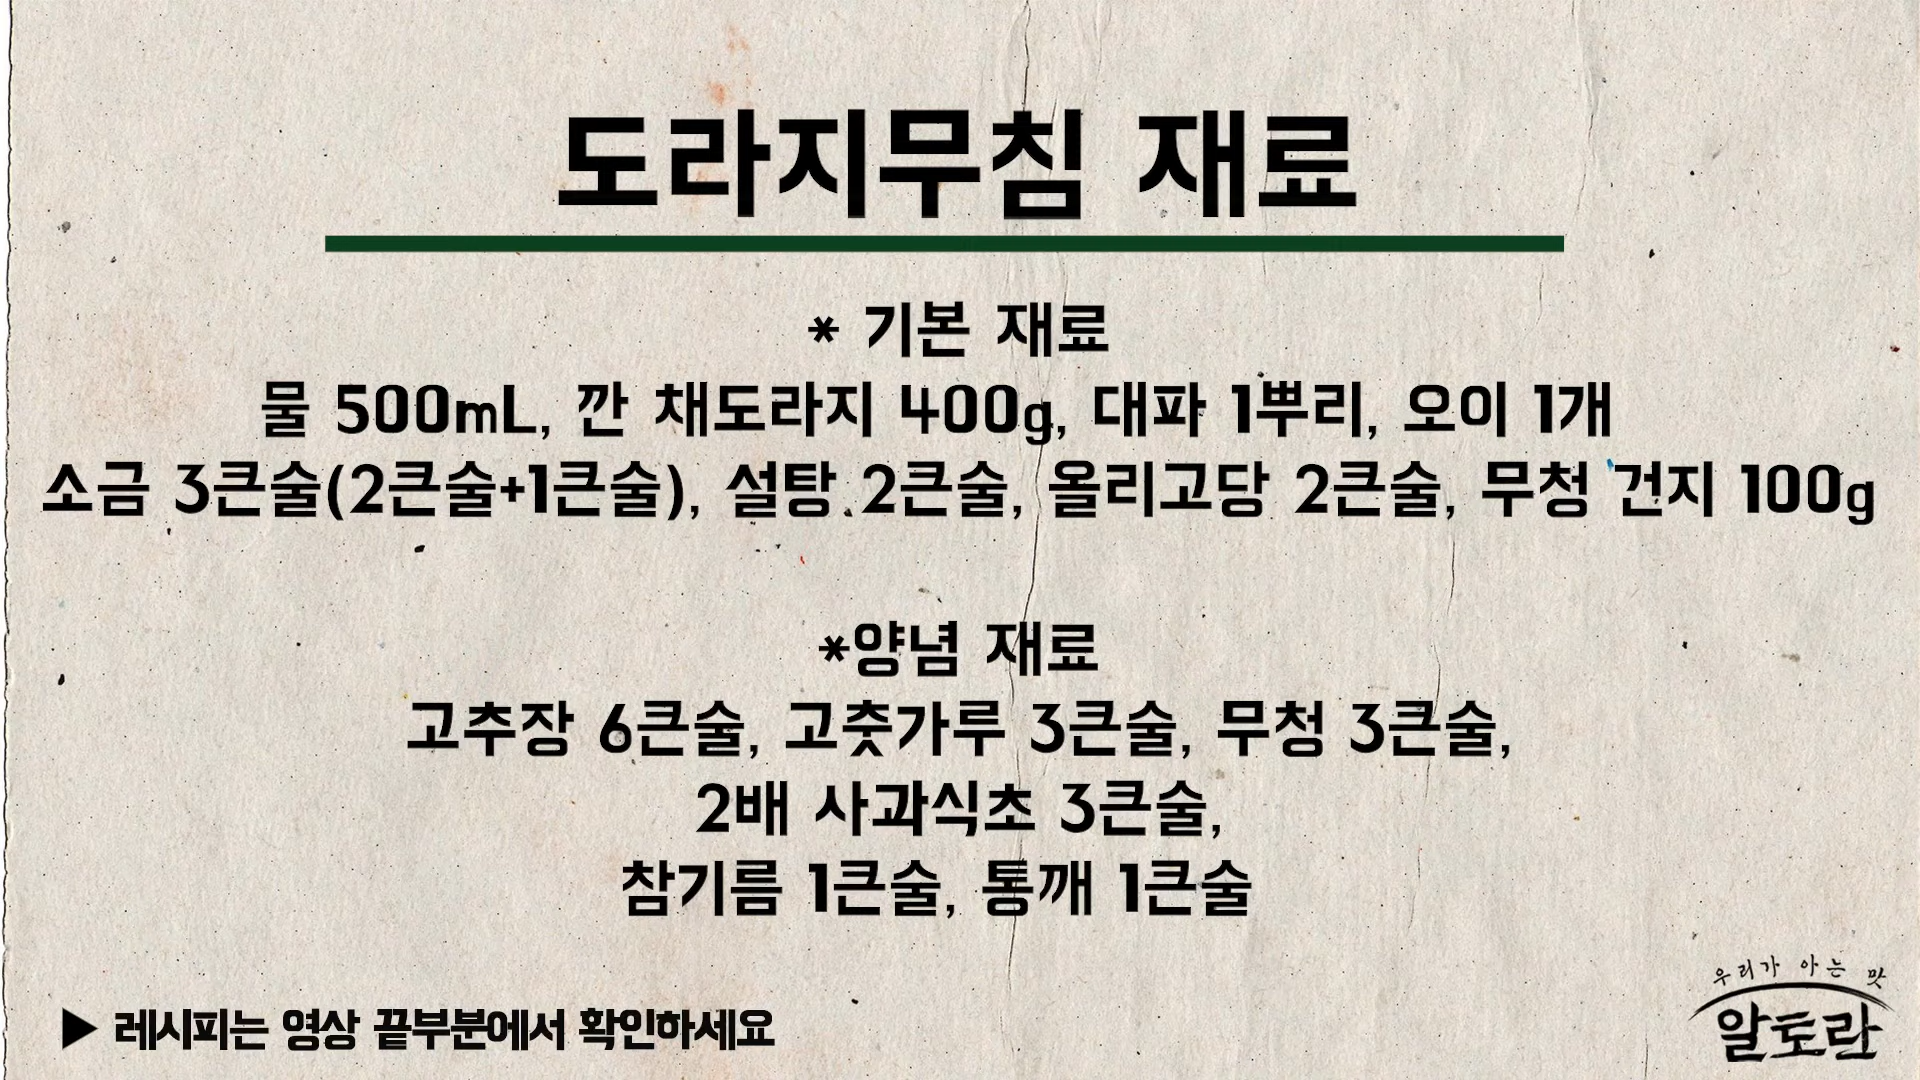 도라지무침 재료
* 기본 재료
물 500mL, 깐 채도라지 400g, 대파 1뿌리, 오이 1개
소금 3큰술(2큰술+1큰술), 설탕 2큰술, 올리고당 2큰술, 무청 건지 100g
*양념 재료
고추장 6큰술, 고춧가루 3큰술, 무청 3큰술,
2배 사과식초 3큰술,
참기름 1큰술, 통깨 1큰술
▶ 레시피는 영상 끝부분에서 확인하세요
우리가 아는 맛
알토란